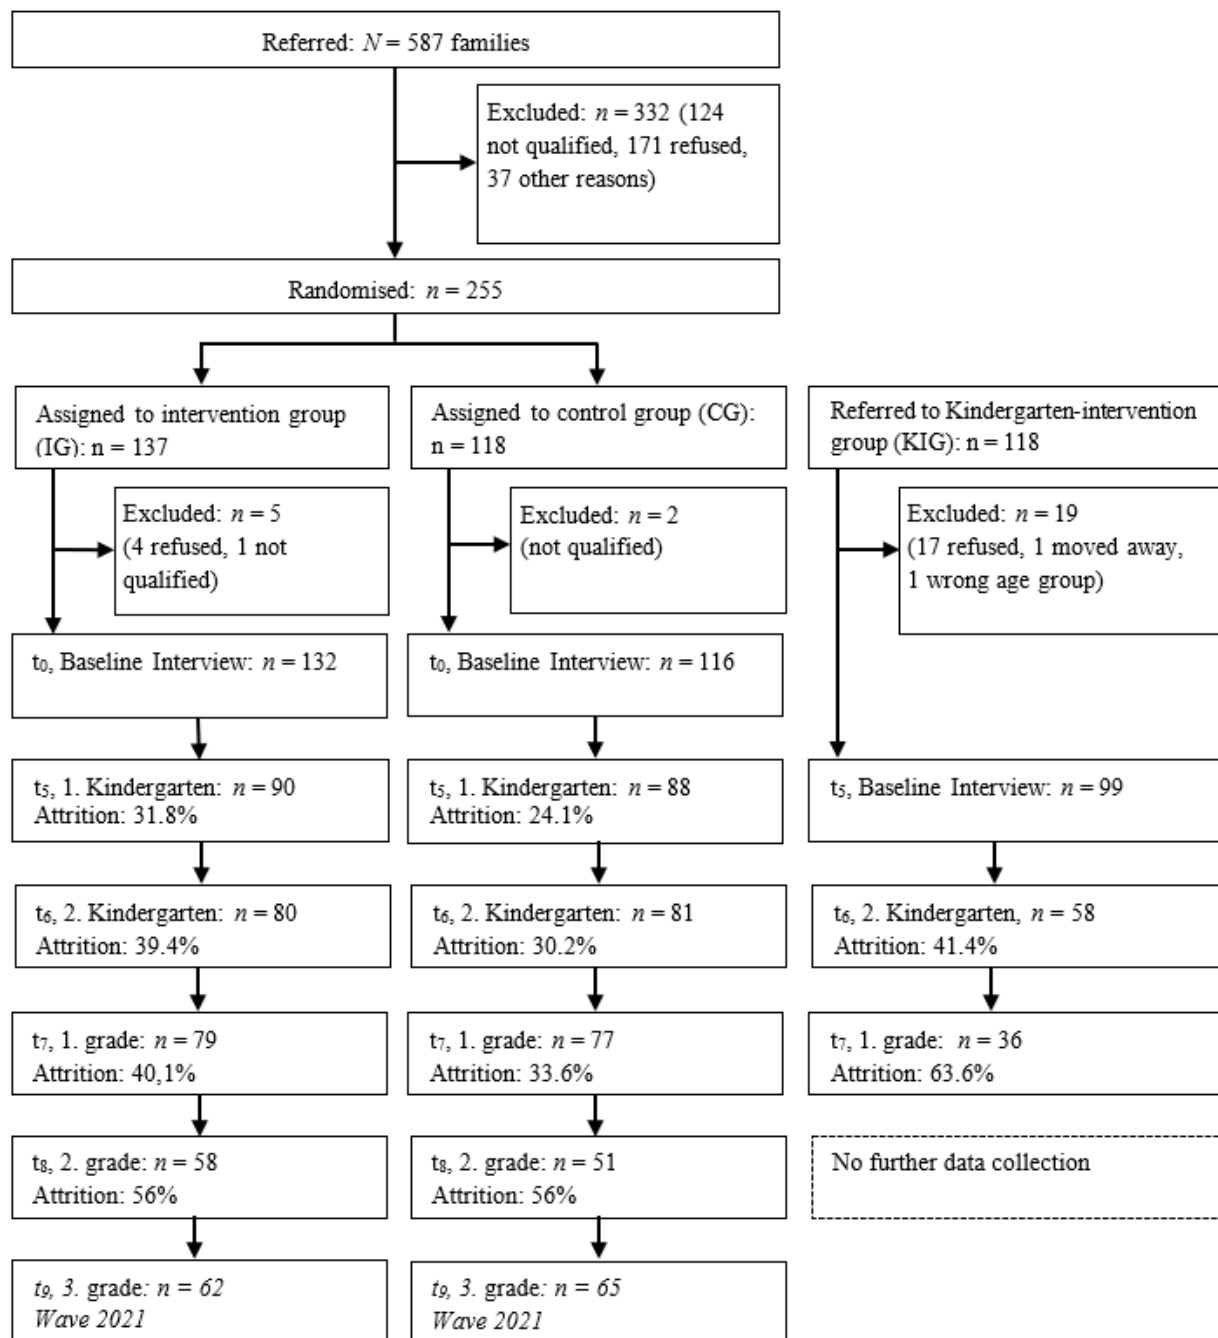 Referred: N = 587 families
Excluded: n = 332 (124
not qualified, 171 refused,
37 other reasons)
Randomised: n = 255
Assigned to intervention group
(IG): n = 137
Assigned to control group (CG):
n = 118
Referred to Kindergarten-intervention
group (KIG): n = 118
Excluded: n = 5
(4 refused, 1 not
qualified)
Excluded: n = 2
(not qualified)
Excluded: n = 19
(17 refused, 1 moved away,
1 wrong age group)
t₀, Baseline Interview: n = 132
t₀, Baseline Interview: n = 116
t₅, 1. Kindergarten: n = 90
Attrition: 31.8%
t₅, 1. Kindergarten: n = 88
Attrition: 24.1%
t₅, Baseline Interview: n = 99
t₆, 2. Kindergarten: n = 80
Attrition: 39.4%
t₆, 2. Kindergarten: n = 81
Attrition: 30.2%
t₆, 2. Kindergarten, n = 58
Attrition: 41.4%
t₇, 1. grade: n = 79
Attrition: 40,1%
t₇, 1. grade: n = 77
Attrition: 33.6%
t₇, 1. grade: n = 36
Attrition: 63.6%
t₈, 2. grade: n = 58
Attrition: 56%
t₈, 2. grade: n = 51
Attrition: 56%
No further data collection
t₉, 3. grade: n = 62
Wave 2021
t₉, 3. grade: n = 65
Wave 2021